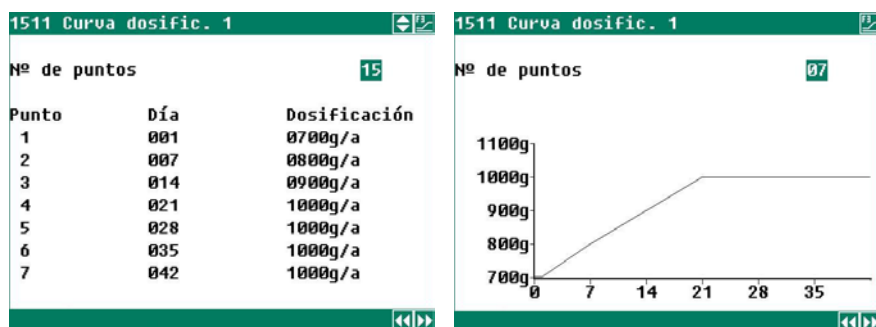 1511 Curva dosific. 1
F3
Nº de puntos 15
Punto Día Dosificación
1 001 0700g/a
2 007 0800g/a
3 014 0900g/a
4 021 1000g/a
5 028 1000g/a
6 035 1000g/a
7 042 1000g/a
1511 Curva dosific. 1
F3
Nº de puntos 07
1100g
1000g
900g
800g
700g
0 7 14 21 28 35